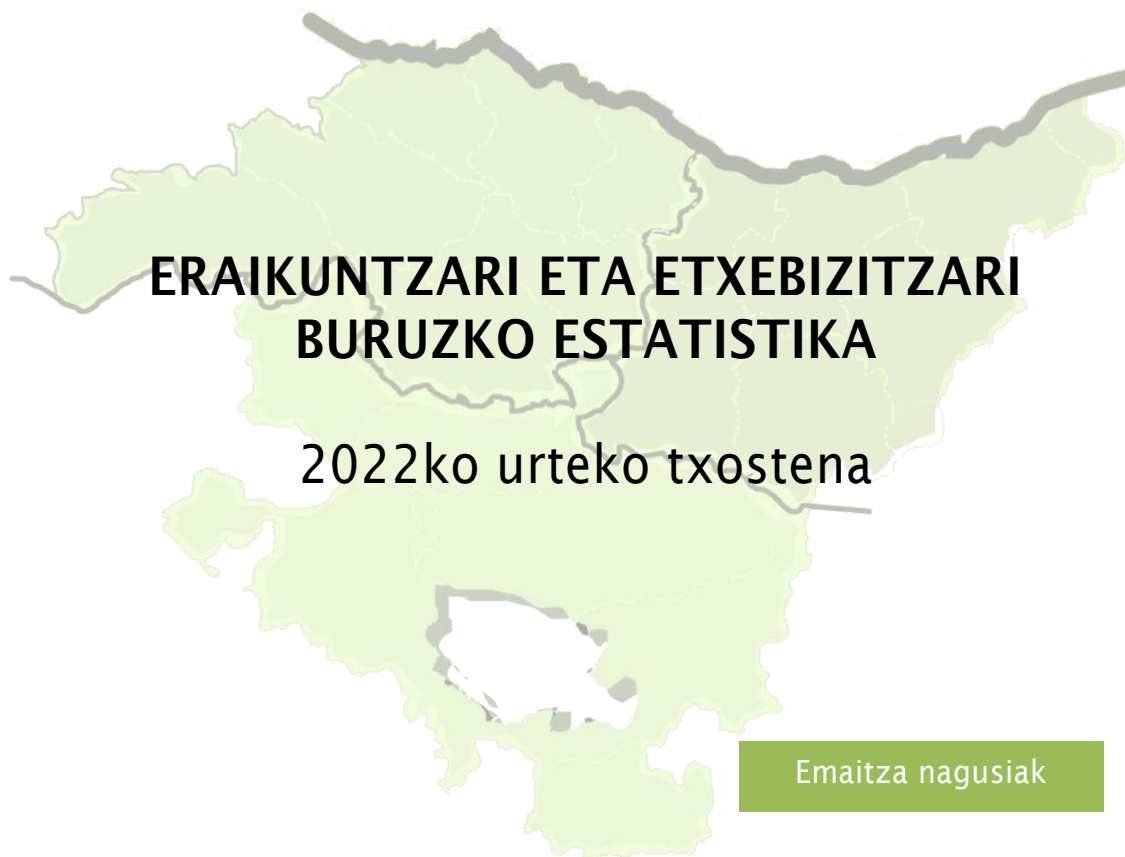 ERAIKUNTZARI ETA ETXEBIZITZARI
BURUZKO ESTATISTIKA
2022ko urteko txostena
Emaitza nagusiak